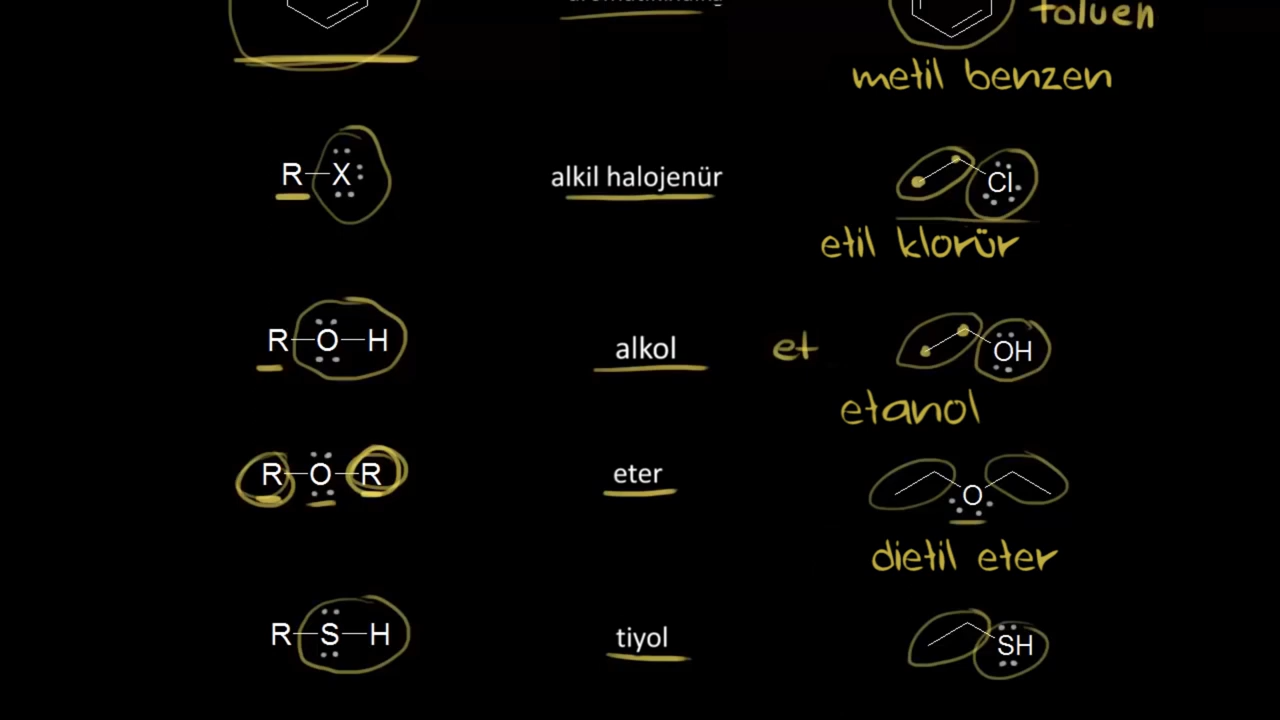 toluen
metil benzen
R—X alkil halojenür Cl
etil klorür
R—O—H alkol et OH
etanol
R—O—R eter O
dietil eter
R—S—H tiyol SH